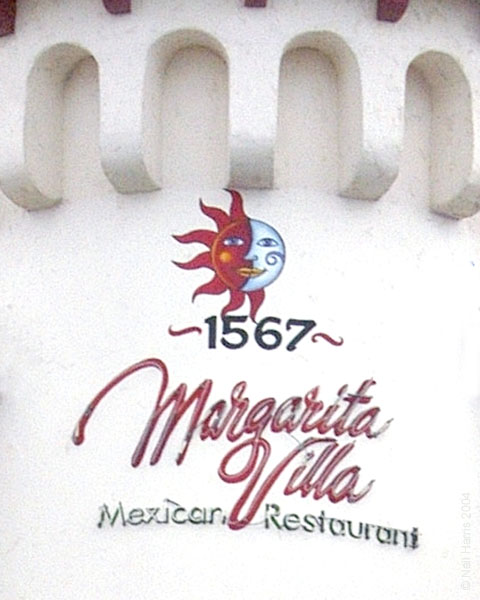 ~1567~
Margarita
Villa
Mexican Restaurant
© Neil Harris 2004